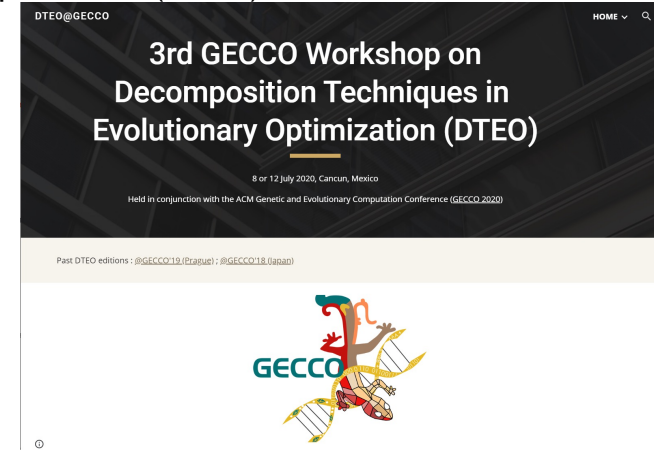 DTEO@GECCO
HOME
3rd GECCO Workshop on
Decomposition Techniques in
Evolutionary Optimization (DTEO)
8 or 12 July 2020, Cancun, Mexico
Held in conjunction with the ACM Genetic and Evolutionary Computation Conference (GECCO 2020)
Past DTEO editions : @GECCO'19 (Prague) ; @GECCO'18 (Japan)
GECCO